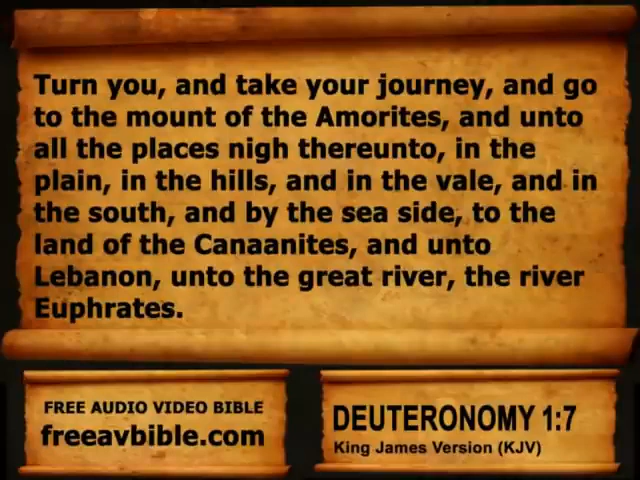 Turn you, and take your journey, and go
to the mount of the Amorites, and unto
all the places nigh thereunto, in the
plain, in the hills, and in the vale, and in
the south, and by the sea side, to the
land of the Canaanites, and unto
Lebanon, unto the great river, the river
Euphrates.
FREE AUDIO VIDEO BIBLE
freeavbible.com
DEUTERONOMY 1:7
King James Version (KJV)